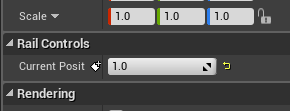 Scale 1.0 1.0 1.0
Rail Controls
Current Posit 1.0
Rendering